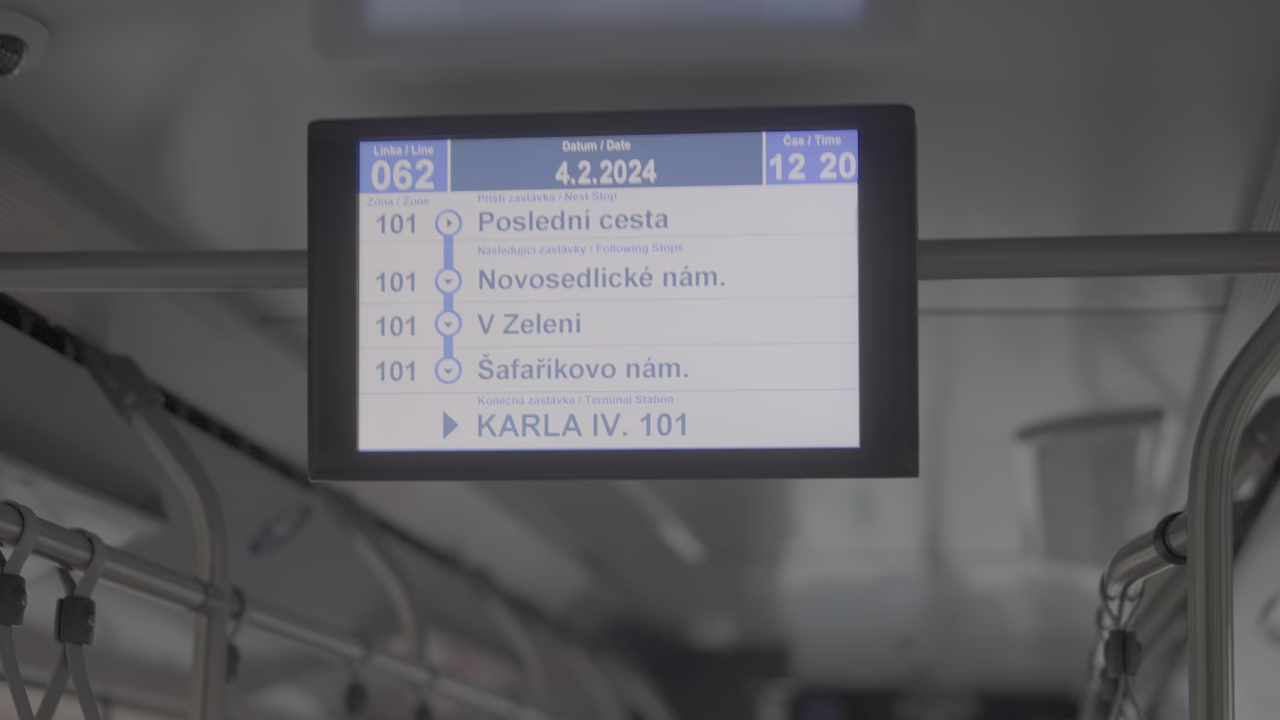 Linka / Line
062
Datum / Date
4.2.2024
Čas / Time
12 20
Zóna / Zone
Příští zastávka / Next Stop
101 Poslední cesta
Následující zastávky / Following Stops
101 Novosedlické nám.
101 V Zeleni
101 Šafaříkovo nám.
Konečná zastávka / Terminal Station
KARLA IV. 101